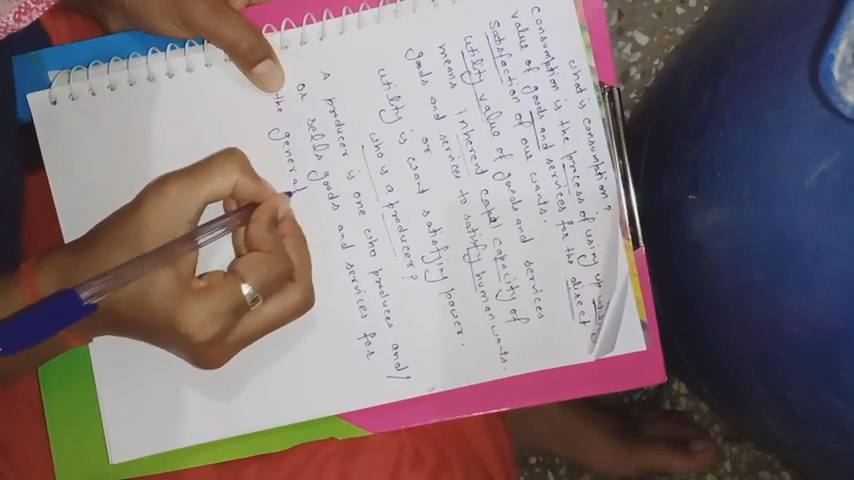 what is consumption?
consumption is the process of using up
value of goods and services for the direct
satisfaction of our wants.
utility value of goods and services
means inherent capacity of
goods and services to satisfy human wants.
or
utility is want satisfying power.
who is a producer?
A producer is one who produces and/
or sells goods and services for
the general